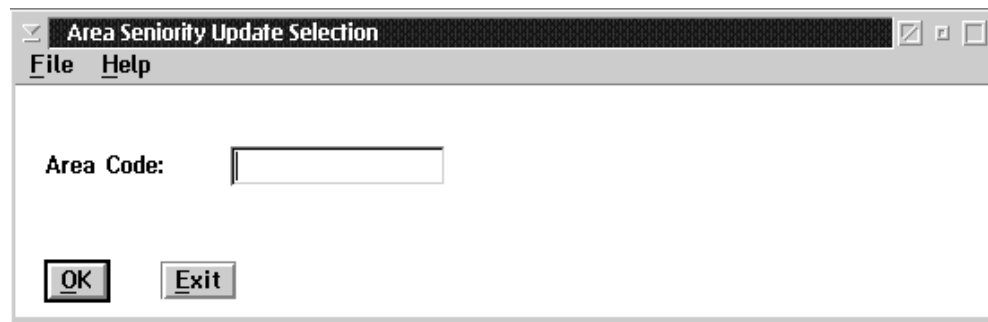 Area Seniority Update Selection
File Help
Area Code:
OK Exit